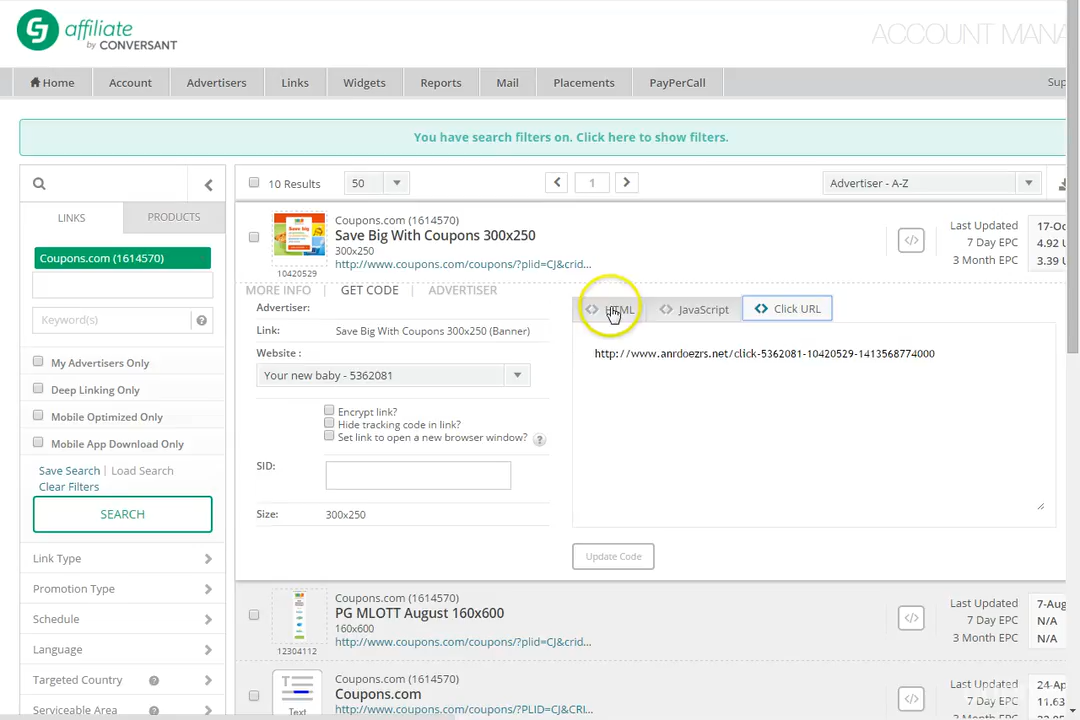 affiliate
by CONVERSANT
ACCOUNT MANA
Home
Account
Advertisers
Links
Widgets
Reports
Mail
Placements
PayPerCall
Sup
You have search filters on. Click here to show filters.
10 Results
50
1
Advertiser - A-Z
LINKS
PRODUCTS
Coupons.com (1614570)
Keyword(s)
?
My Advertisers Only
Deep Linking Only
Mobile Optimized Only
Mobile App Download Only
Save Search | Load Search
Clear Filters
SEARCH
Link Type
Promotion Type
Schedule
Language
Targeted Country ?
Serviceable Area ?
10420529
Coupons.com (1614570)
Save Big With Coupons 300x250
300x250
http://www.coupons.com/coupons/?plid=CJ&crid...
</>
Last Updated
7 Day EPC
3 Month EPC
17-Oc
4.92
3.39
MORE INFO | GET CODE | ADVERTISER
Advertiser:
Link: Save Big With Coupons 300x250 (Banner)
Website :
Your new baby - 5362081
Encrypt link?
Hide tracking code in link?
Set link to open a new browser window? ?
SID:
Size: 300x250
<> HTML
<> JavaScript
<> Click URL
http://www.anrdoezrs.net/click-5362081-10420529-1413568774000
Update Code
12304112
Coupons.com (1614570)
PG MLOTT August 160x600
160x600
http://www.coupons.com/coupons/?plid=CJ&crid...
</>
Last Updated
7 Day EPC
3 Month EPC
7-Aug
N/A
N/A
Text
Coupons.com (1614570)
Coupons.com
http://www.coupons.com/coupons/?PLID=CJ&CRI...
</>
Last Updated
7 Day EPC
24-Ap
11.63